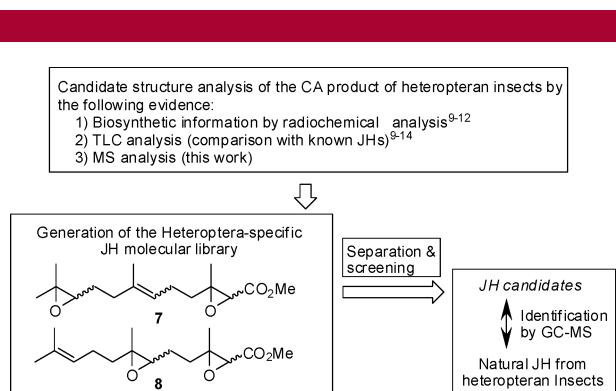 Candidate structure analysis of the CA product of heteropteran insects by
the following evidence:
1) Biosynthetic information by radiochemical analysis9-12
2) TLC analysis (comparison with known JHs)9-14
3) MS analysis (this work)
Generation of the Heteroptera-specific
JH molecular library
O
O
CO2Me
7
O
O
CO2Me
8
Separation &
screening
JH candidates
Identification
by GC-MS
Natural JH from
heteropteran Insects